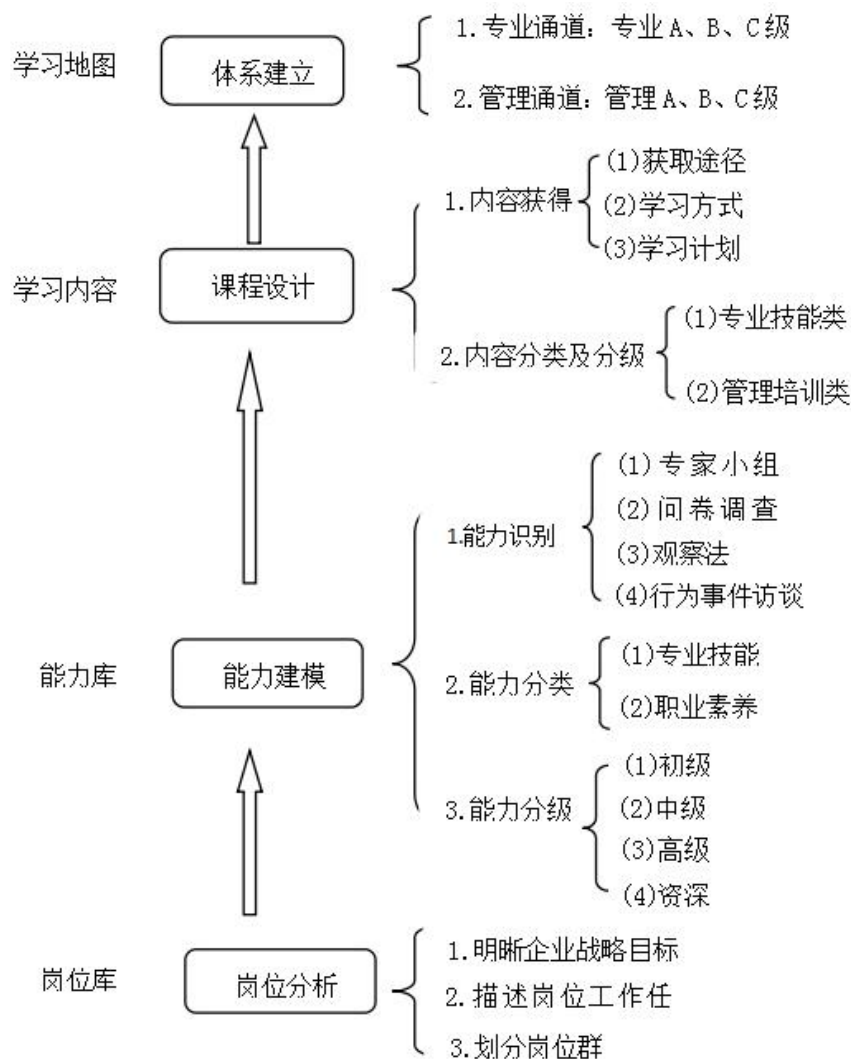 学习地图
体系建立
1.专业通道：专业A、B、C级
2.管理通道：管理A、B、C级
学习内容
课程设计
1.内容获得
(1)获取途径
(2)学习方式
(3)学习计划
2.内容分类及分级
(1)专业技能类
(2)管理培训类
能力库
能力建模
1.能力识别
(1)专家小组
(2)问卷调查
(3)观察法
(4)行为事件访谈
2.能力分类
(1)专业技能
(2)职业素养
3.能力分级
(1)初级
(2)中级
(3)高级
(4)资深
岗位库
岗位分析
1.明晰企业战略目标
2.描述岗位工作任
3.划分岗位群